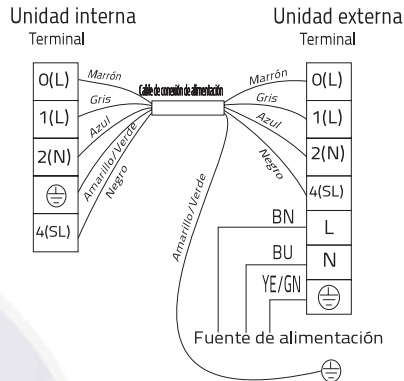 Unidad interna
Terminal
0(L)
1(L)
2(N)
4(SL)
Marrón
Gris
Azul
Amarillo/Verde
Negro
Cable de conexión de alimentación
Unidad externa
Terminal
Marrón
Gris
Azul
Negro
Amarillo/Verde
0(L)
1(L)
2(N)
4(SL)
L
N
BN
BU
YE/GN
Fuente de alimentación